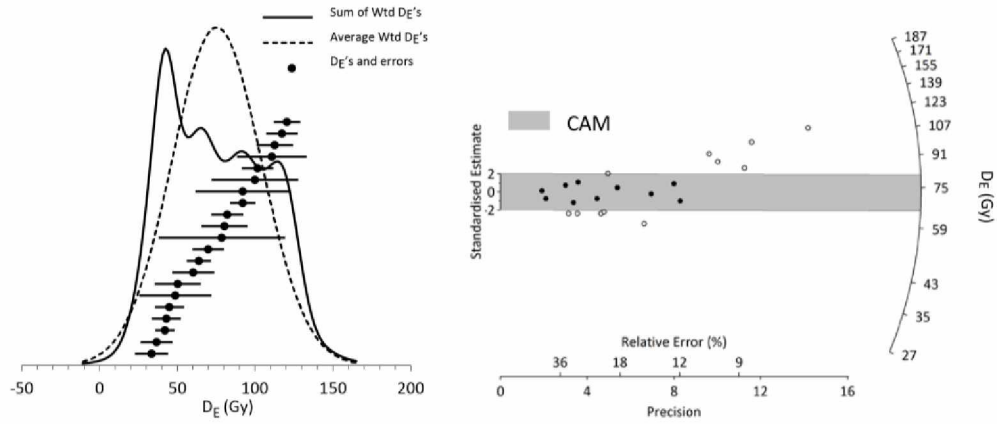 Sum of Wtd DE's
Average Wtd DE's
DE's and errors
-50 0 50 100 150 200
DE (Gy)
CAM
Standardised Estimate
2
0
-2
187
171
155
139
123
107
91
75
59
43
35
27
DE (Gy)
Relative Error (%)
36 18 12 9
0 4 8 12 16
Precision